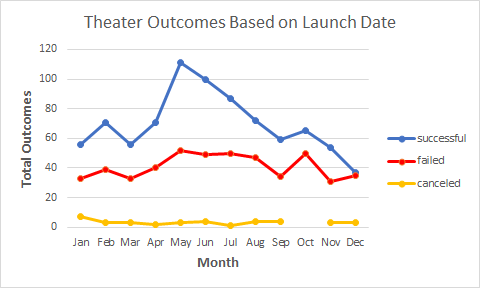 Theater Outcomes Based on Launch Date
120
100
80
60
40
20
0
Total Outcomes
Jan Feb Mar Apr May Jun Jul Aug Sep Oct Nov Dec
Month
successful
failed
canceled